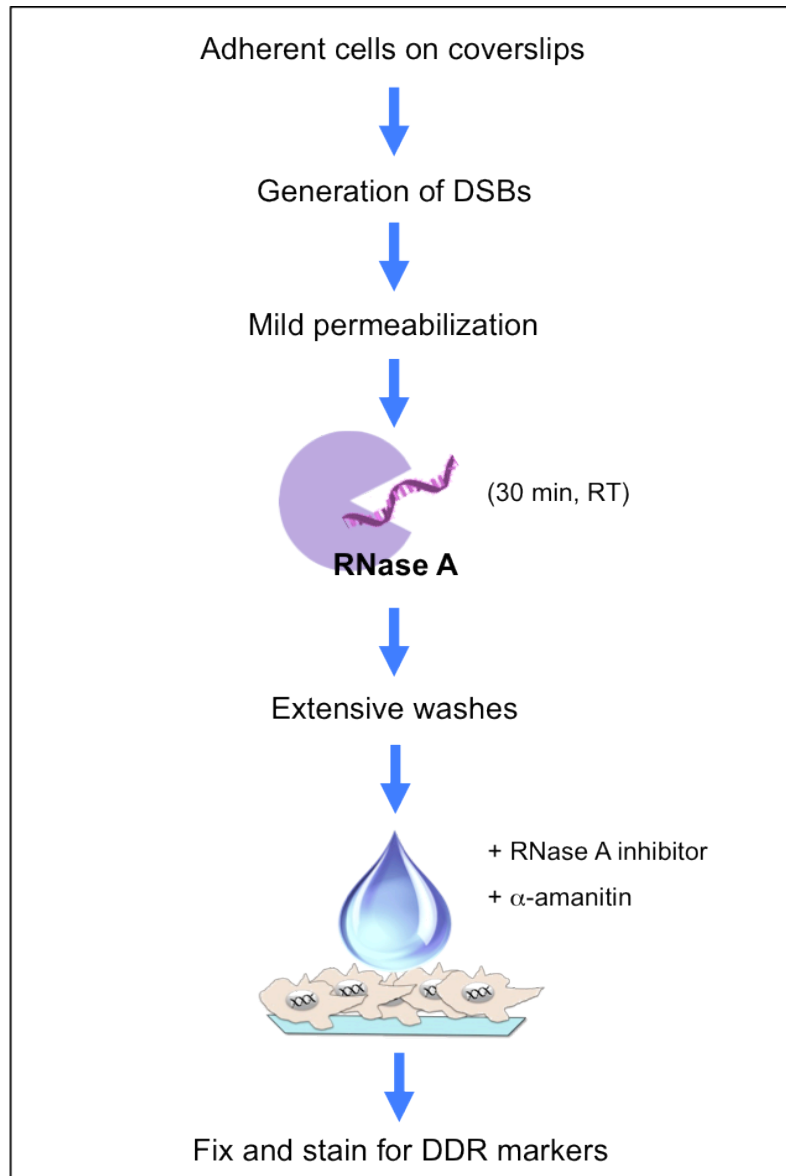 Adherent cells on coverslips
Generation of DSBs
Mild permeabilization
(30 min, RT)
RNase A
Extensive washes
+ RNase A inhibitor
+ α-amanitin
Fix and stain for DDR markers